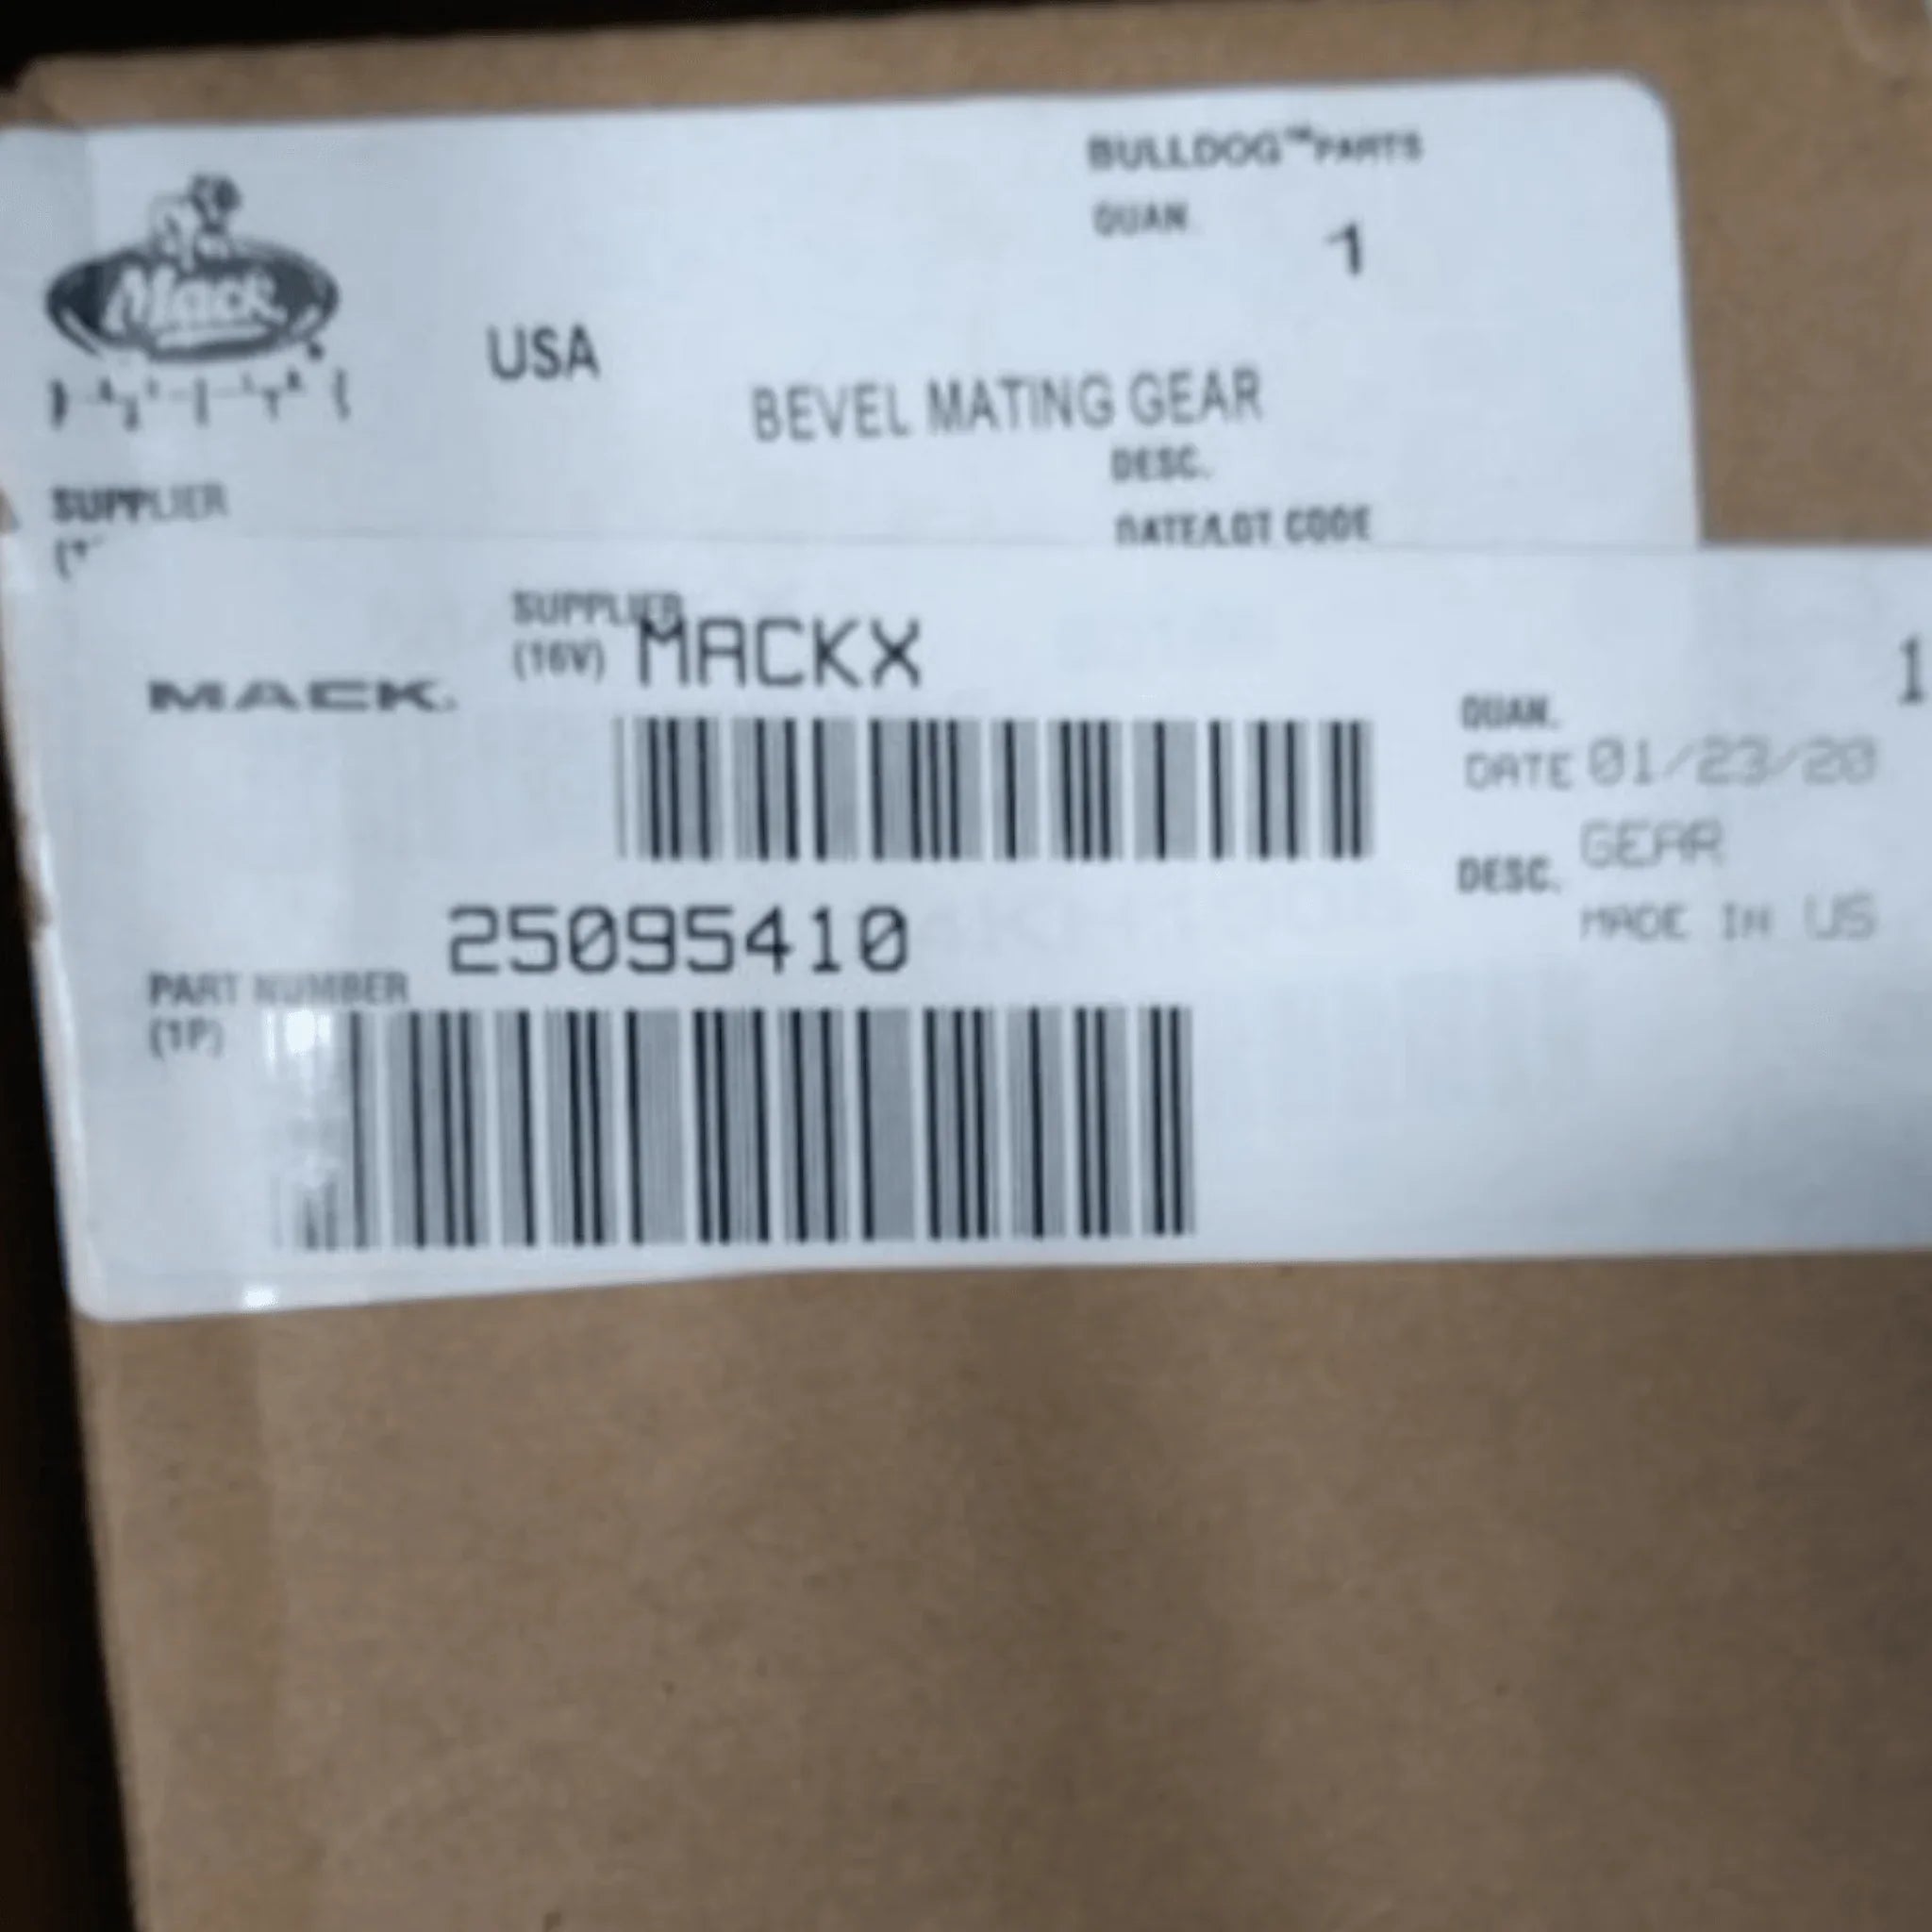 BULLDOG™ PARTS
QUAN. 1
Mack
USA
BEVEL MATING GEAR
DESC.
SUPPLIER
DATE/LOT CODE
SUPPLIER
(16V) MACKX
MACK.
QUAN. 1
DATE 01/23/20
DESC. GEAR
MADE IN US
25095410
PART NUMBER
(1P)